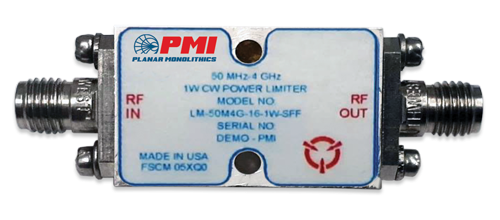 PMI
PLANAR MONOLITHICS
50 MHz-4 GHz
1W CW POWER LIMITER
MODEL NO.
LM-50M4G-16-1W-SFF
SERIAL NO.
DEMO - PMI
RF
IN
RF
OUT
MADE IN USA
FSCM 05XQ0